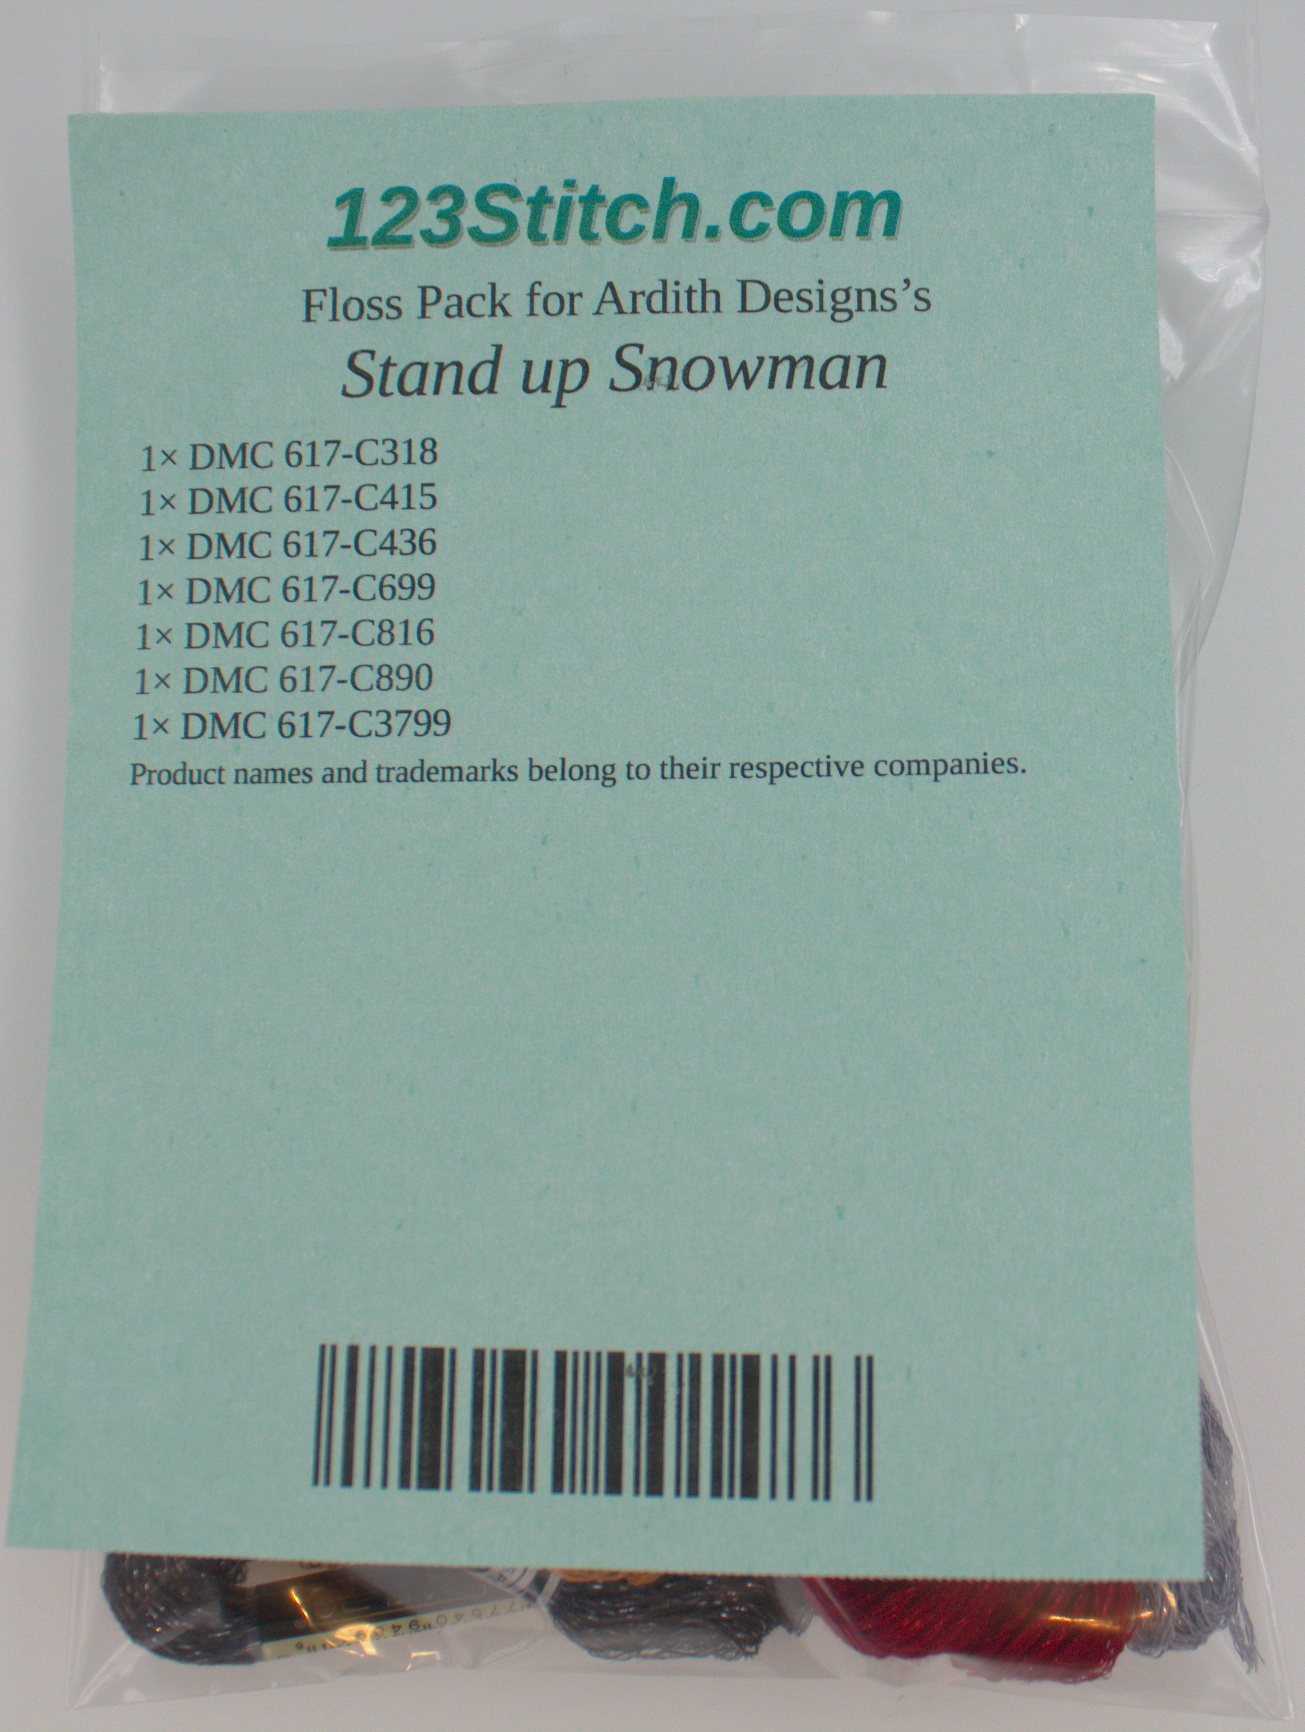 123Stitch.com
Floss Pack for Ardith Designs’s
Stand up Snowman
1× DMC 617-C318
1× DMC 617-C415
1× DMC 617-C436
1× DMC 617-C699
1× DMC 617-C816
1× DMC 617-C890
1× DMC 617-C3799
Product names and trademarks belong to their respective companies.